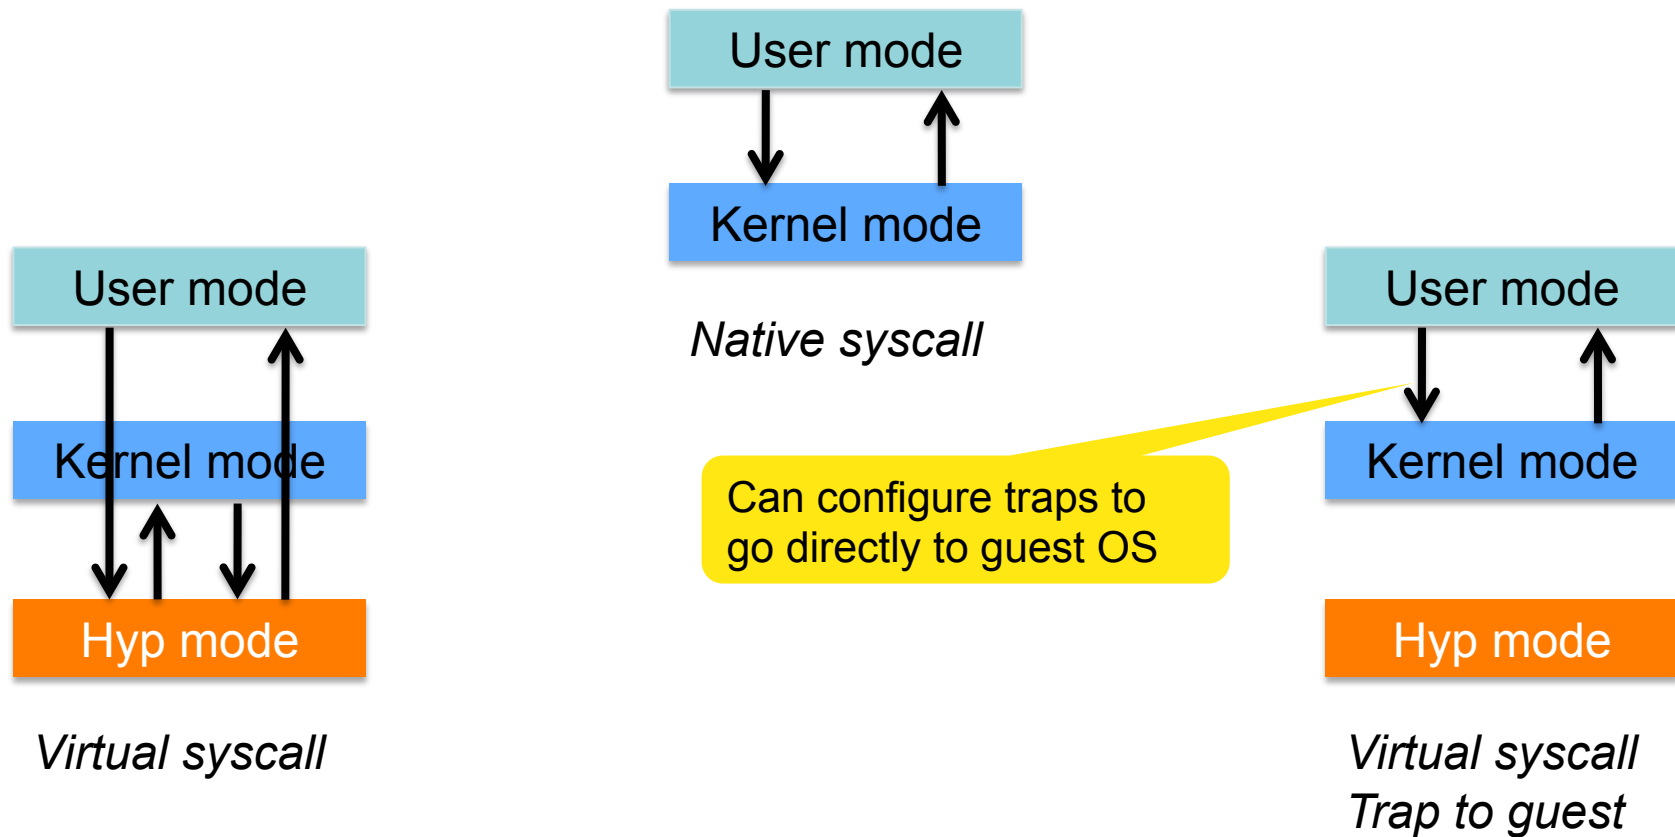 User mode
Kernel mode
Native syscall
User mode
Kernel mode
Hyp mode
Virtual syscall
Can configure traps to
go directly to guest OS
User mode
Kernel mode
Hyp mode
Virtual syscall
Trap to guest